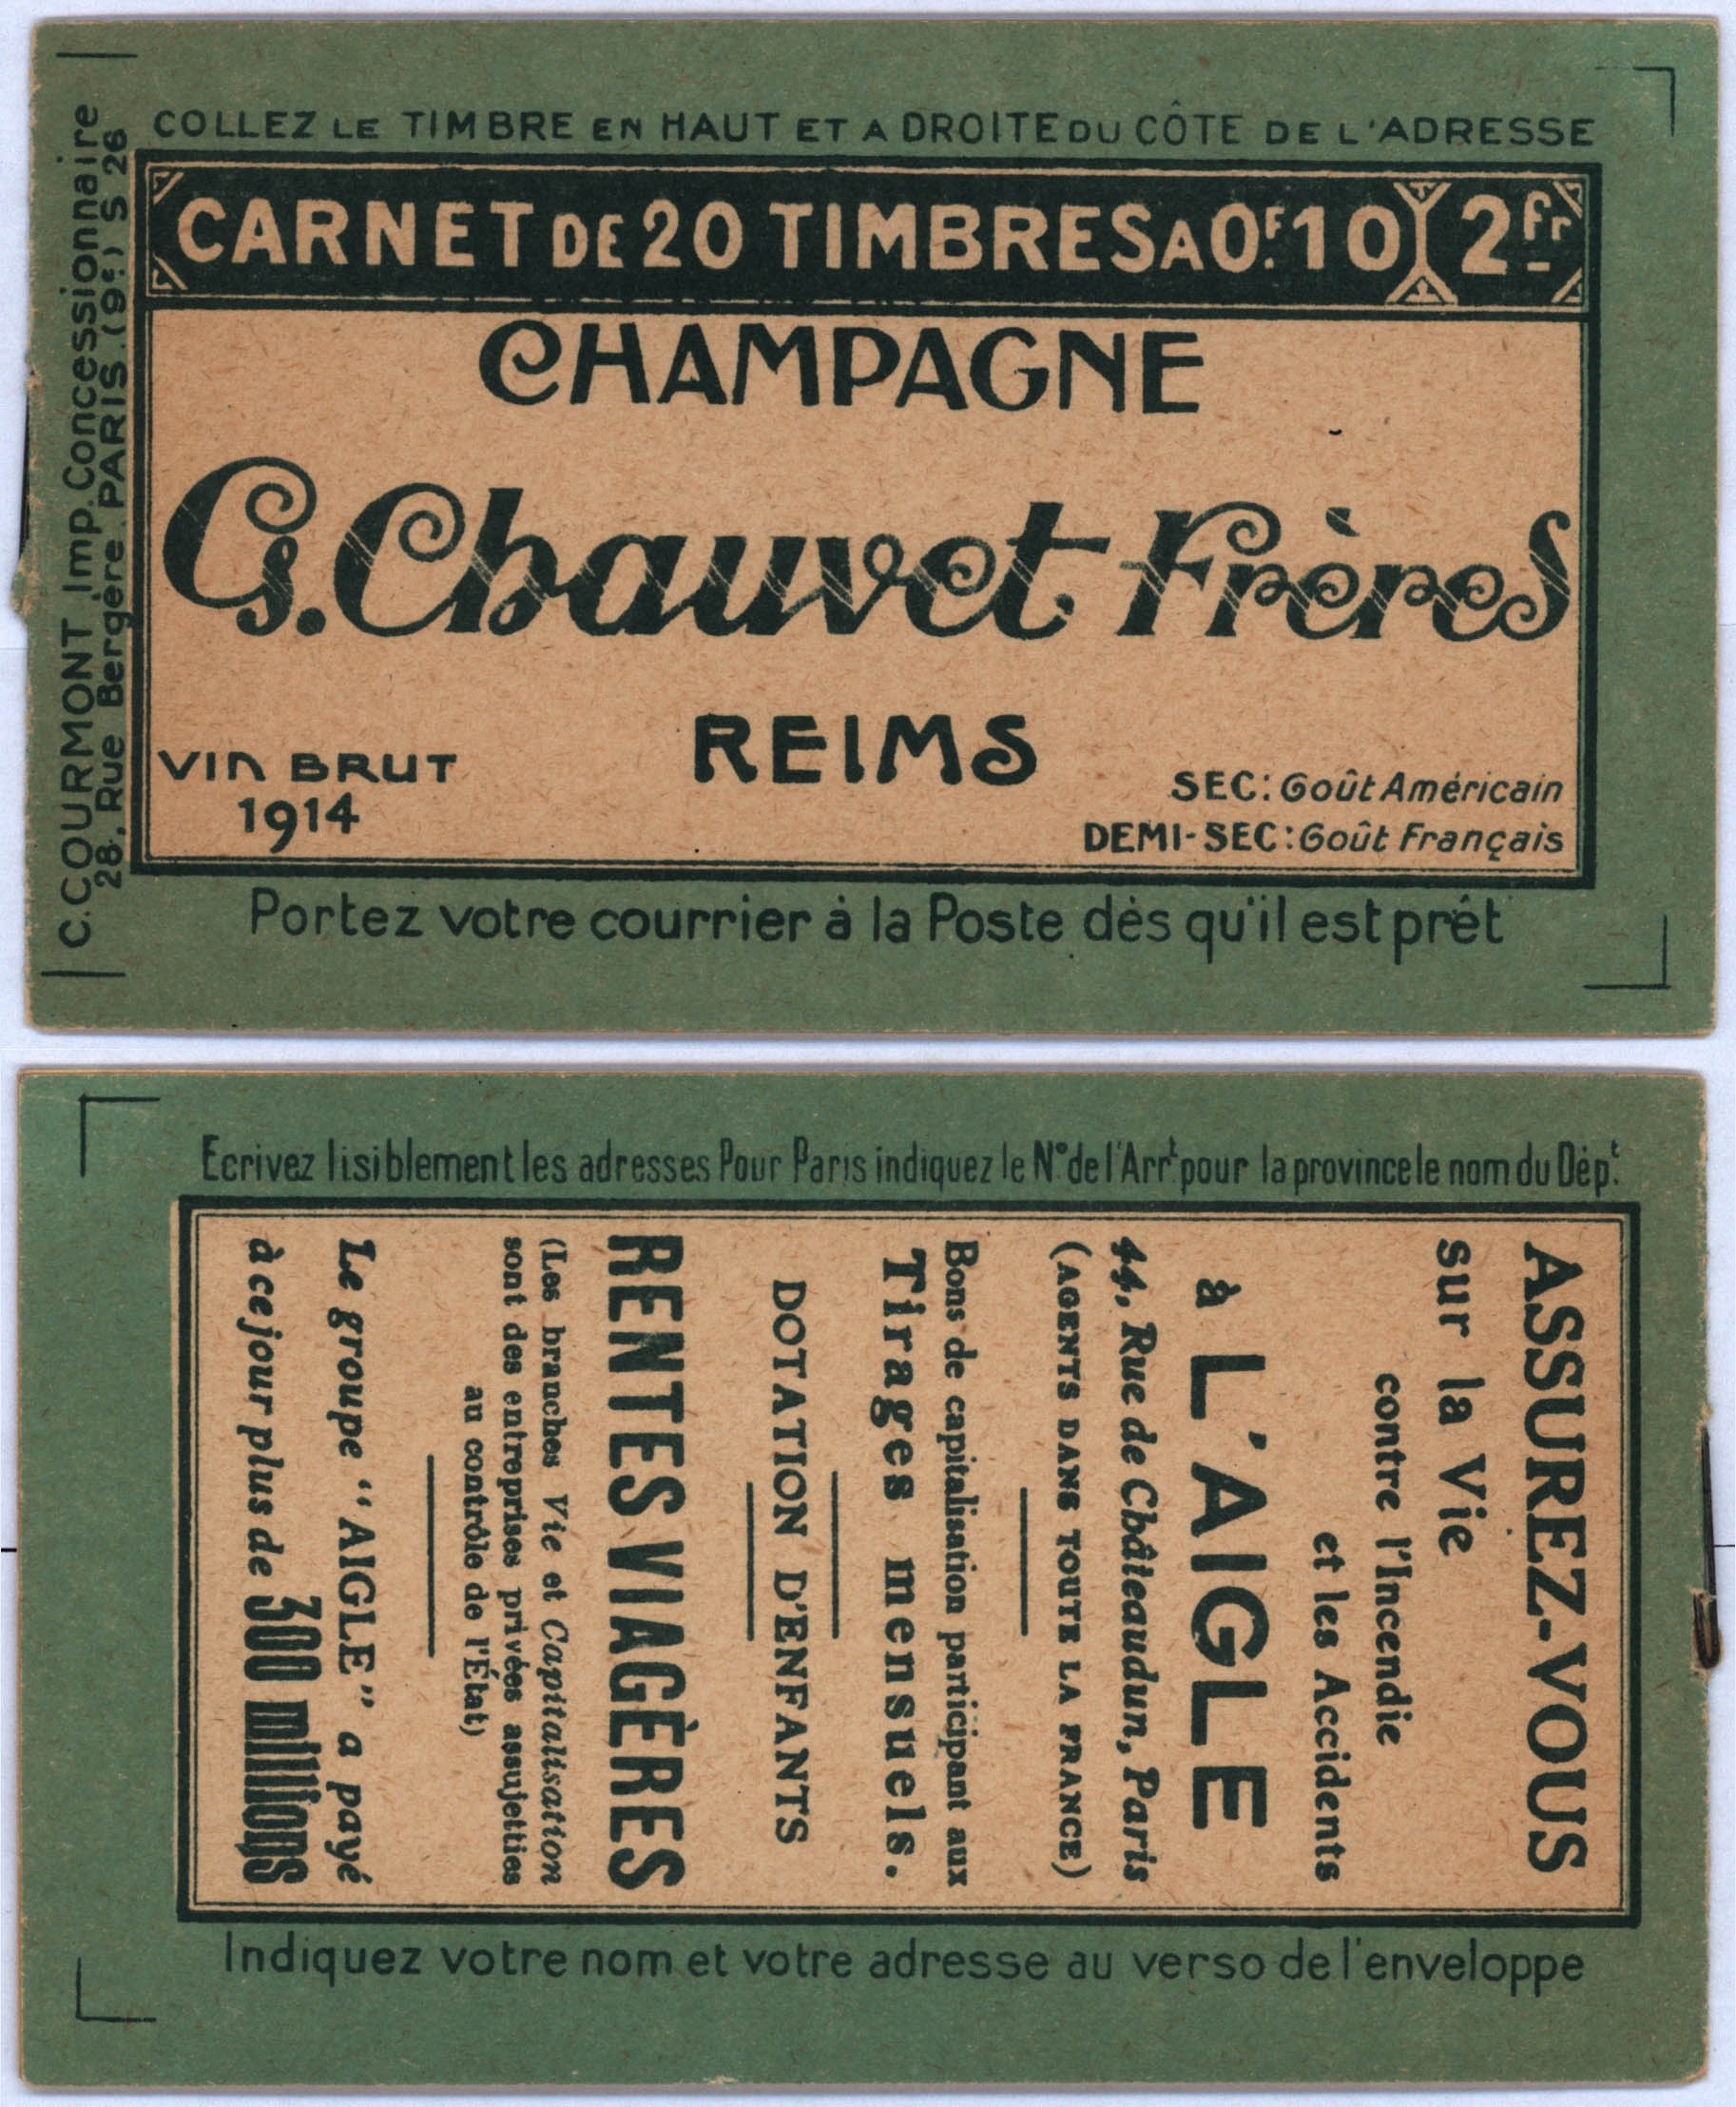 COLLEZ LE TIMBRE EN HAUT ET A DROITE DU CÔTE DE L'ADRESSE
C. COURMONT Imp. Concessionnaire
28, Rue Bergère. PARIS. (9e) S 26
CARNET DE 20 TIMBRES A 0F.10 2fr
CHAMPAGNE
G. Chauvet Frères
REIMS
VIN BRUT
1914
SEC: Goût Américain
DEMI-SEC: Goût Français
Portez votre courrier à la Poste dès qu'il est prêt
Ecrivez lisiblement les adresses Pour Paris indiquez le N° de l'Arrt pour la province le nom du Dépt
ASSUREZ-VOUS
sur la Vie
contre l'Incendie
et les Accidents
à L'AIGLE
44, Rue de Châteaudun, Paris
(AGENTS DANS TOUTE LA FRANCE)
Bons de capitalisation participant aux
Tirages mensuels.
DOTATION D'ENFANTS
RENTES VIAGÈRES
(Les branches Vie et Capitalisation
sont des entreprises privées assujetties
au contrôle de l'État)
Le groupe "AIGLE" a payé
à ce jour plus de 300 millions
Indiquez votre nom et votre adresse au verso de l'enveloppe